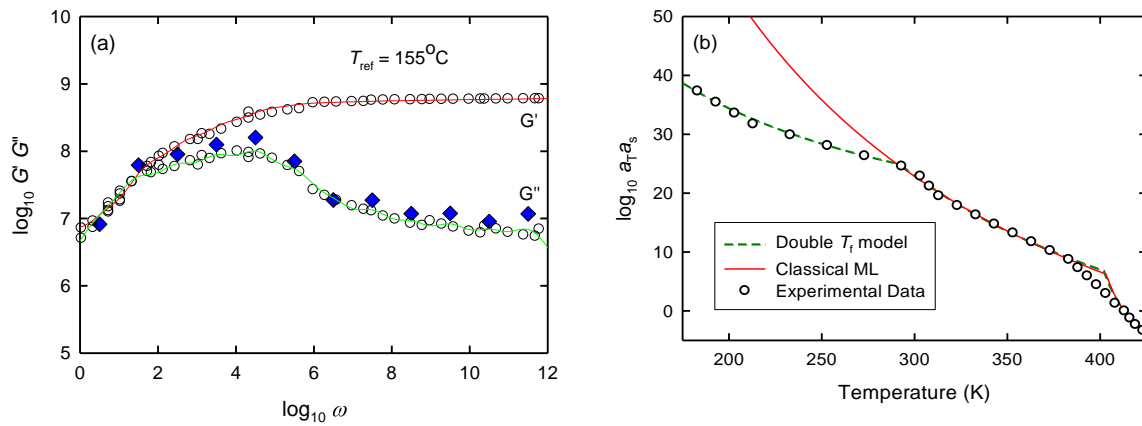 (a)
T_ref = 155°C
10
9
8
7
6
5
log₁₀ G' G"
G'
G"
0 2 4 6 8 10 12
log₁₀ ω
(b)
50
40
30
20
10
0
log₁₀ a_T a_s
Double T_f model
Classical ML
Experimental Data
200 250 300 350 400
Temperature (K)